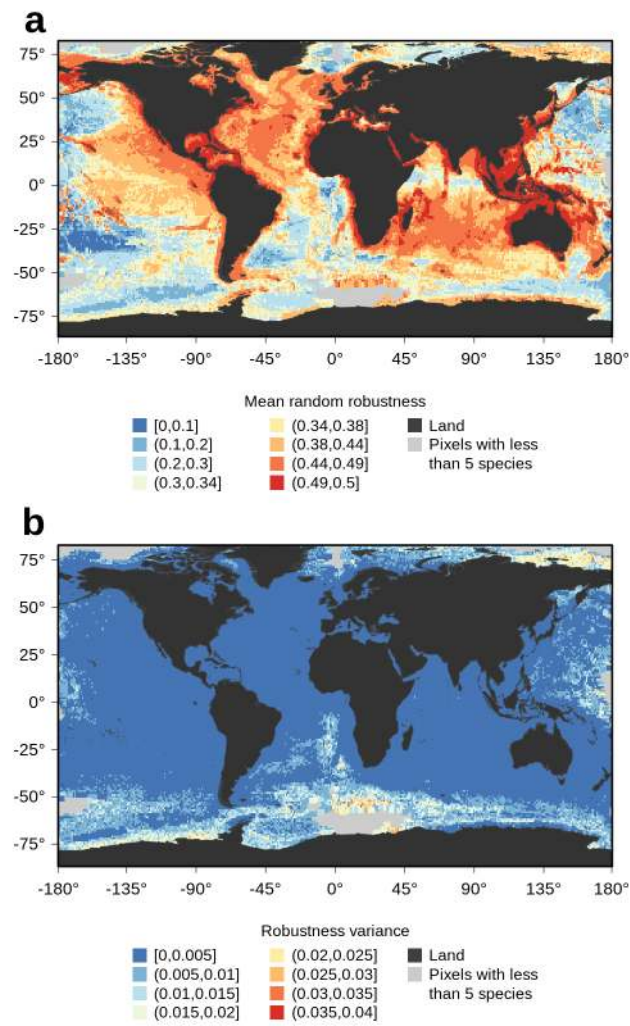 a
75°
50°
25°
0°
-25°
-50°
-75°
-180° -135° -90° -45° 0° 45° 90° 135° 180°
Mean random robustness
[0,0.1] (0.34,0.38] Land
(0.1,0.2] (0.38,0.44] Pixels with less
(0.2,0.3] (0.44,0.49] than 5 species
(0.3,0.34] (0.49,0.5]
b
75°
50°
25°
0°
-25°
-50°
-75°
-180° -135° -90° -45° 0° 45° 90° 135° 180°
Robustness variance
[0,0.005] (0.02,0.025] Land
(0.005,0.01] (0.025,0.03] Pixels with less
(0.01,0.015] (0.03,0.035] than 5 species
(0.015,0.02] (0.035,0.04]